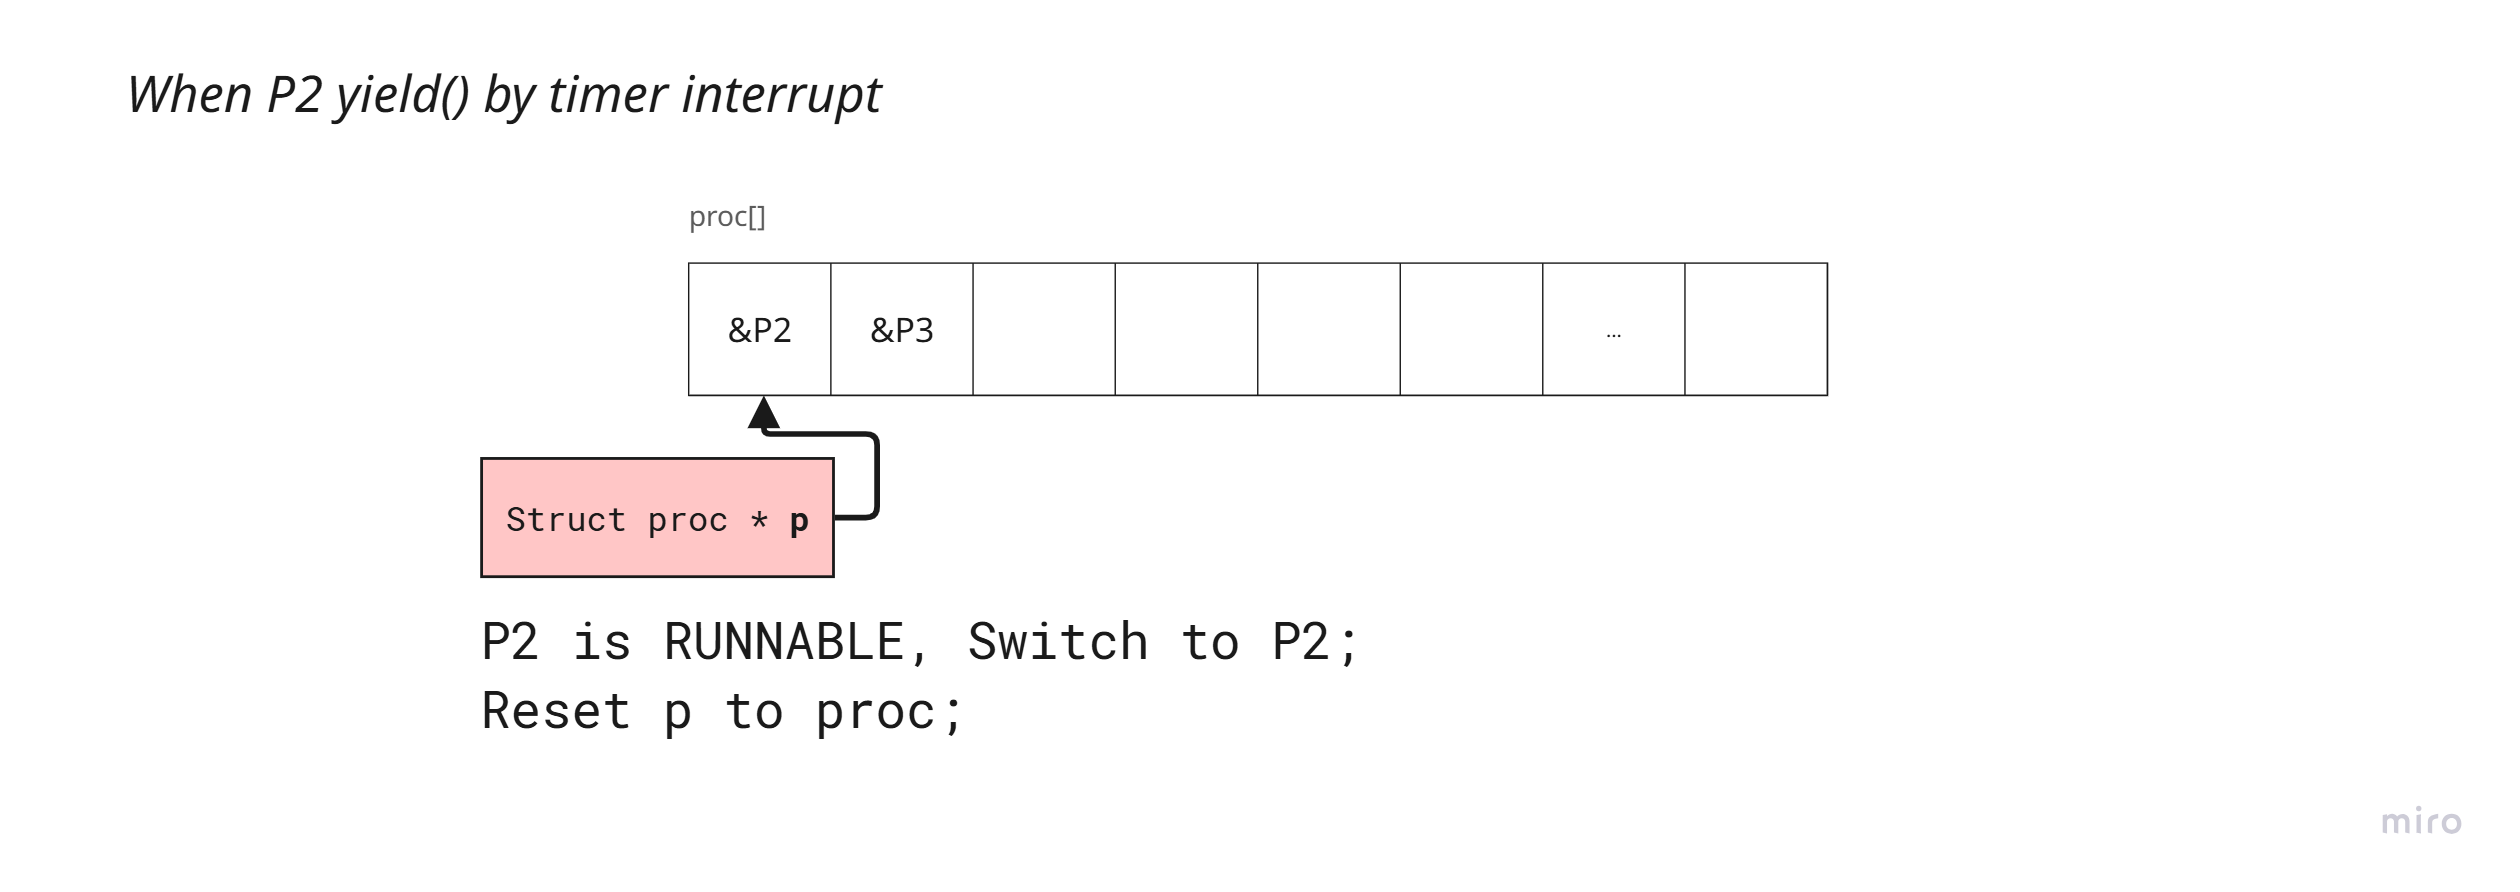 When P2 yield() by timer interrupt
proc[]
&P2 &P3 ...
Struct proc * p
P2 is RUNNABLE, Switch to P2;
Reset p to proc;
miro